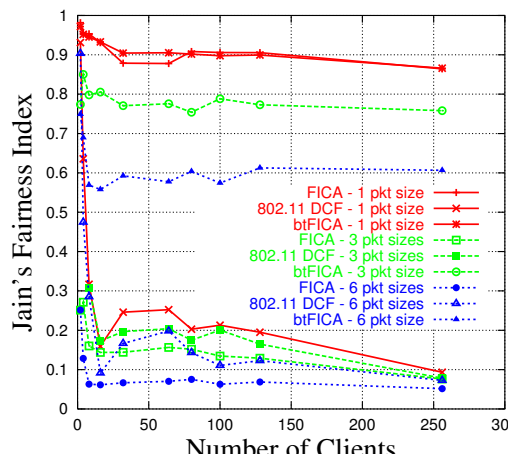 1
0.9
0.8
0.7
0.6
0.5
0.4
0.3
0.2
0.1
0
Jain's Fairness Index
FICA - 1 pkt size
802.11 DCF - 1 pkt size
btFICA - 1 pkt size
FICA - 3 pkt sizes
802.11 DCF - 3 pkt sizes
btFICA - 3 pkt size
FICA - 6 pkt sizes
802.11 DCF - 6 pkt sizes
btFICA - 6 pkt size
0 50 100 150 200 250 30
Number of Clients